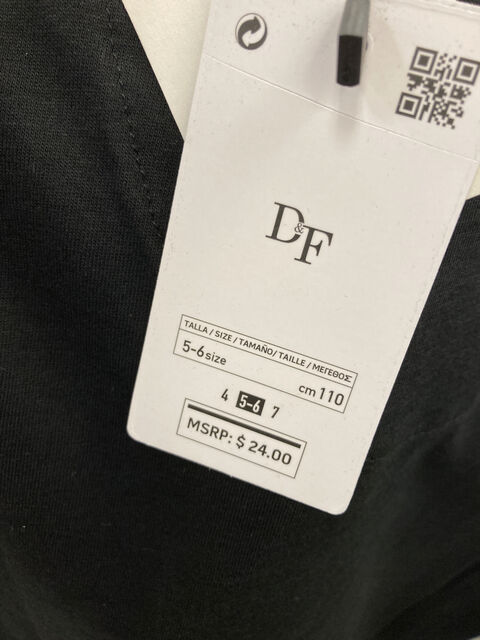 D&F
TALLA / SIZE / TAMAÑO / TAILLE / ΜΕΓΕΘΟΣ
5-6 size
cm 110
4 5-6 7
MSRP: $ 24.00